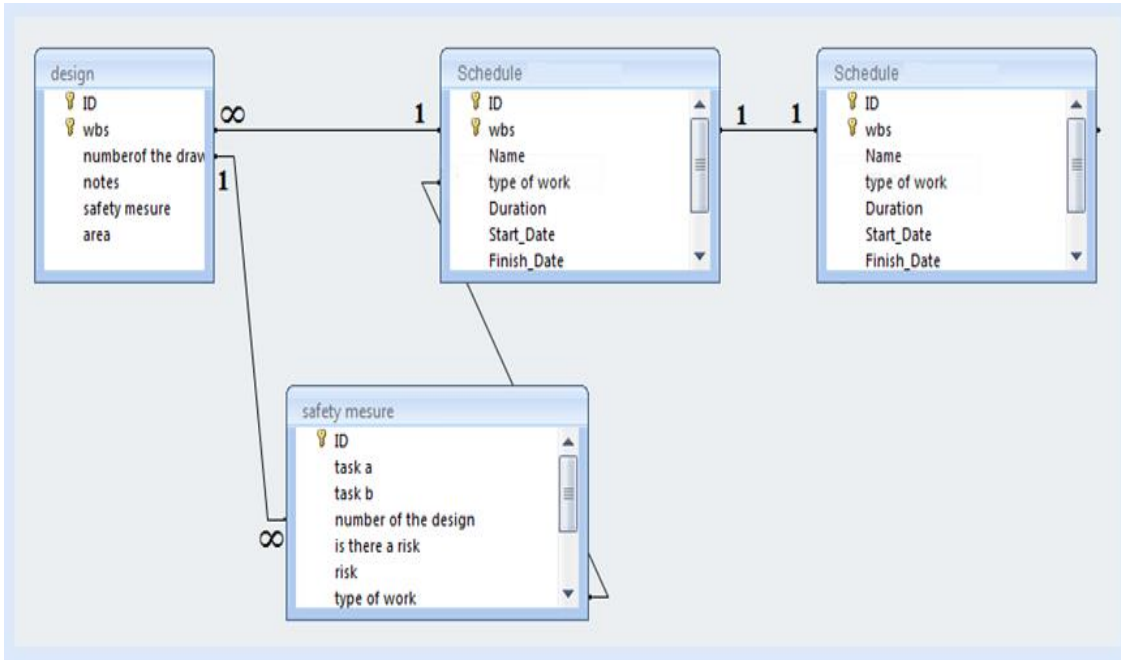 design
ID
wbs
numberof the draw
notes
safety mesure
area
∞
1
1
Schedule
ID
wbs
Name
type of work
Duration
Start_Date
Finish_Date
1
1
Schedule
ID
wbs
Name
type of work
Duration
Start_Date
Finish_Date
safety mesure
ID
task a
task b
number of the design
is there a risk
risk
type of work
∞